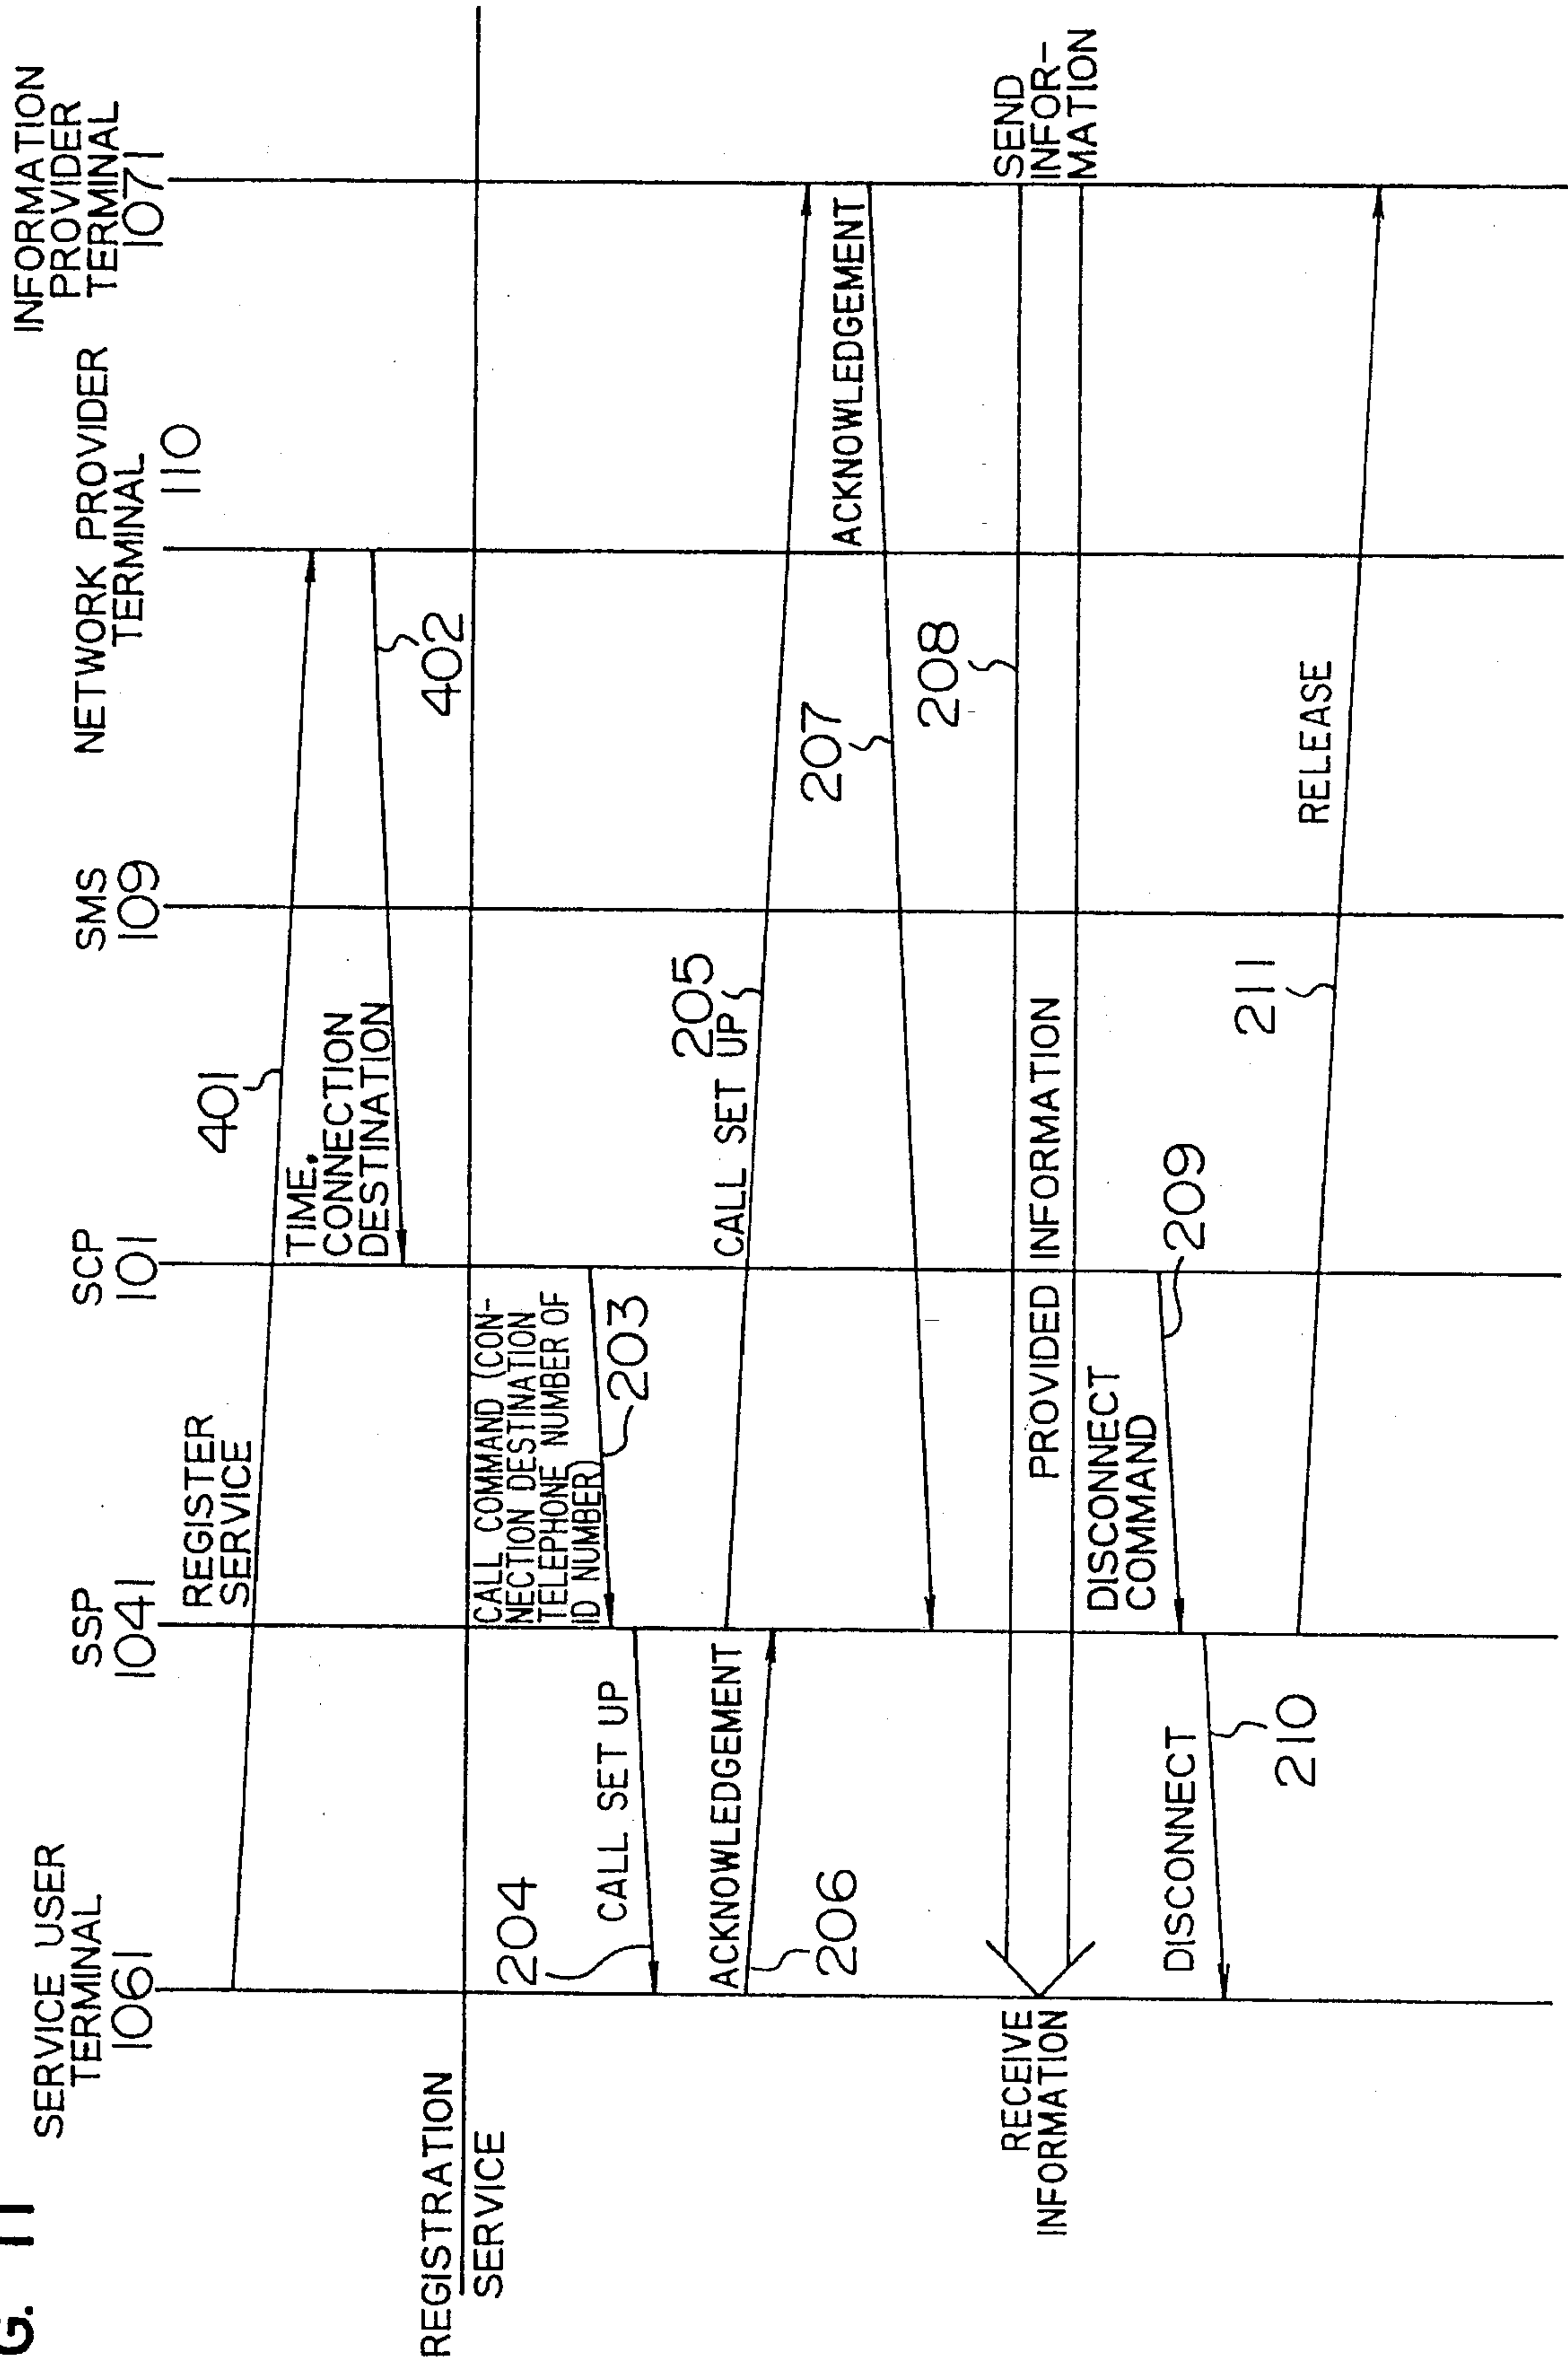 G. 11
SERVICE USER
TERMINAL
1061
SSP
1041
SCP
101
SMS
109
NETWORK PROVIDER
TERMINAL
110
INFORMATION
PROVIDER
TERMINAL
1071
REGISTER
SERVICE
401
TIME,
CONNECTION
DESTINATION
402
REGISTRATION
SERVICE
CALL COMMAND (CON-
NECTION DESTINATION
TELEPHONE NUMBER OF
ID NUMBER)
203
204
CALL SET UP
205
CALL SET UP
ACKNOWLEDGEMENT
206
ACKNOWLEDGEMENT
207
208
RECEIVE
INFORMATION
PROVIDED INFORMATION
SEND
INFOR-
MATION
DISCONNECT
COMMAND
209
DISCONNECT
210
211
RELEASE